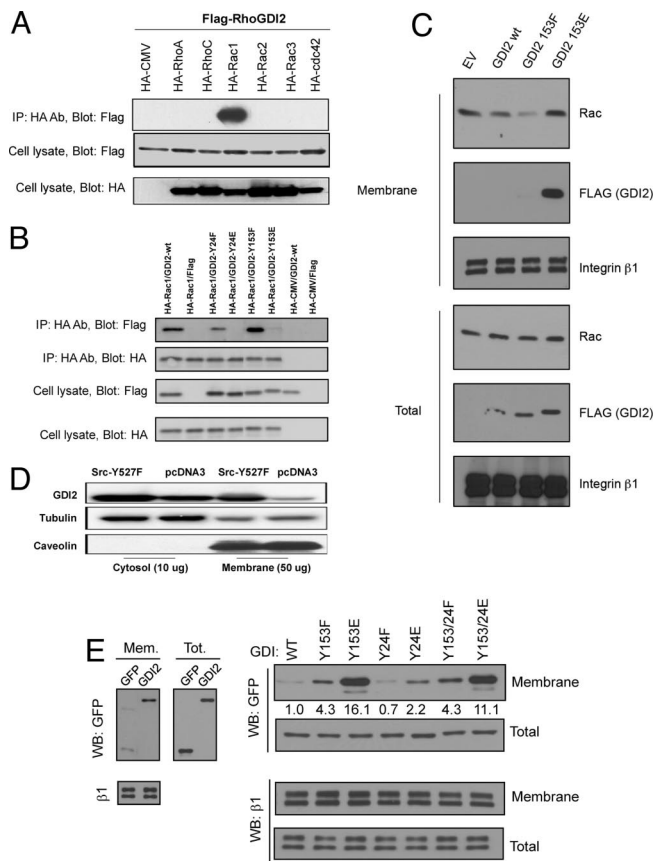 A
Flag-RhoGDI2
HA-CMV
HA-RhoA
HA-RhoC
HA-Rac1
HA-Rac2
HA-Rac3
HA-cdc42
IP: HA Ab, Blot: Flag
Cell lysate, Blot: Flag
Cell lysate, Blot: HA
B
HA-Rac1/GDI2-wt
HA-Rac1/Flag
HA-Rac1/GDI2-Y24F
HA-Rac1/GDI2-Y24E
HA-Rac1/GDI2-Y153F
HA-Rac1/GDI2-Y153E
HA-CMV/GDI2-wt
HA-CMV/Flag
IP: HA Ab, Blot: Flag
IP: HA Ab, Blot: HA
Cell lysate, Blot: Flag
Cell lysate, Blot: HA
C
EV
GDI2 wt
GDI2 153F
GDI2 153E
Membrane
Rac
FLAG (GDI2)
Integrin β1
Total
Rac
FLAG (GDI2)
Integrin β1
D
Src-Y527F pcDNA3 Src-Y527F pcDNA3
GDI2
Tubulin
Caveolin
Cytosol (10 ug) Membrane (50 ug)
E
Mem. Tot.
GFP
GDI2
GFP
GDI2
WB: GFP
β1
GDI:
WT
Y153F
Y153E
Y24F
Y24E
Y153/24F
Y153/24E
WB: GFP
Membrane
1.0 4.3 16.1 0.7 2.2 4.3 11.1
Total
WB: β1
Membrane
Total